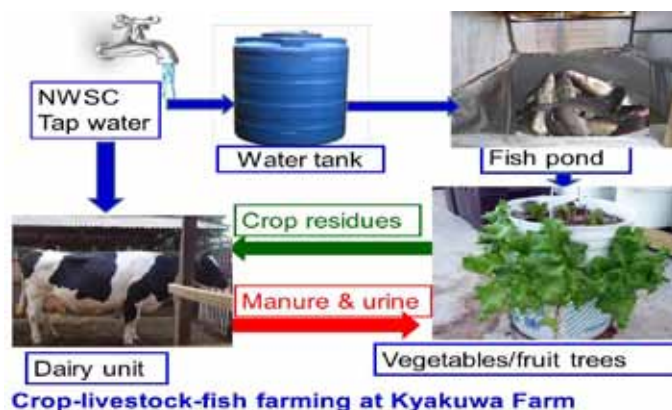 NWSC
Tap water
Water tank
Fish pond
Crop residues
Manure & urine
Dairy unit
Vegetables/fruit trees
Crop-livestock-fish farming at Kyakuwa Farm